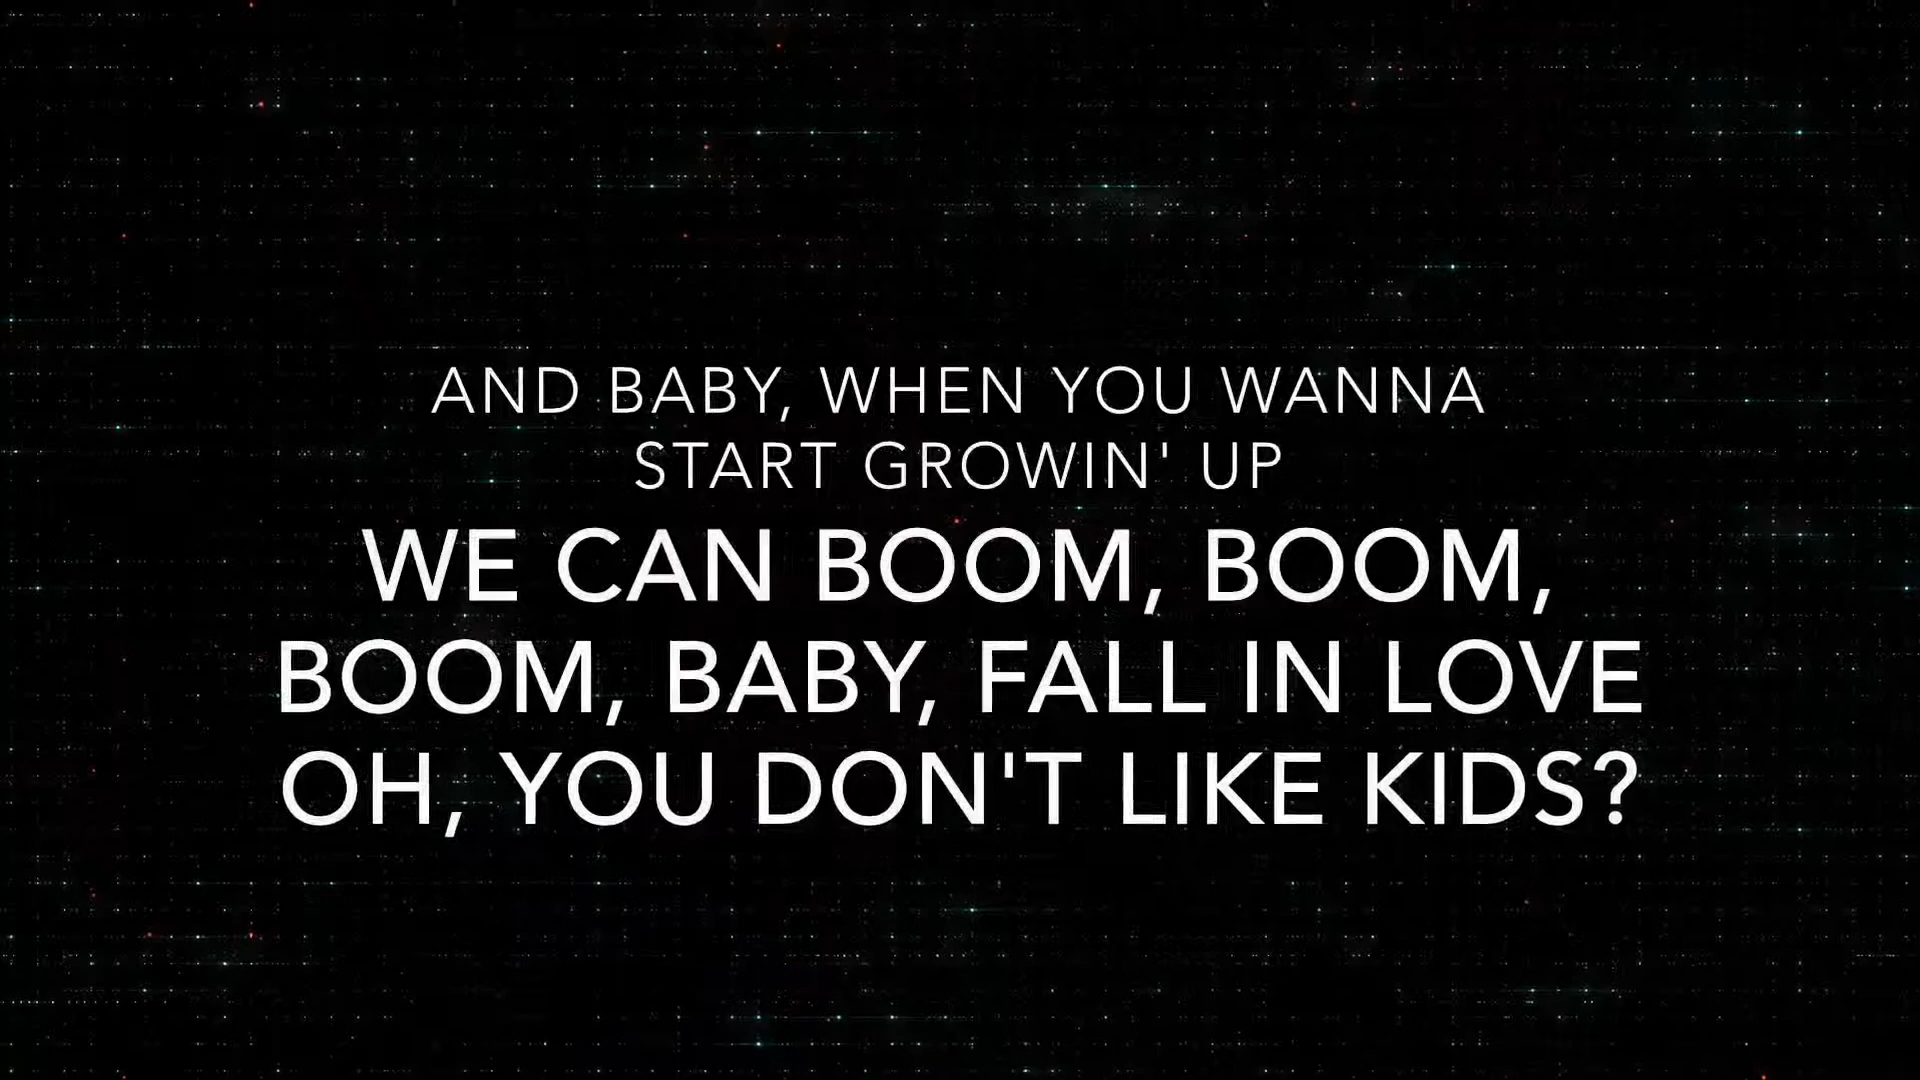 AND BABY, WHEN YOU WANNA
START GROWIN' UP
WE CAN BOOM, BOOM,
BOOM, BABY, FALL IN LOVE
OH, YOU DON'T LIKE KIDS?